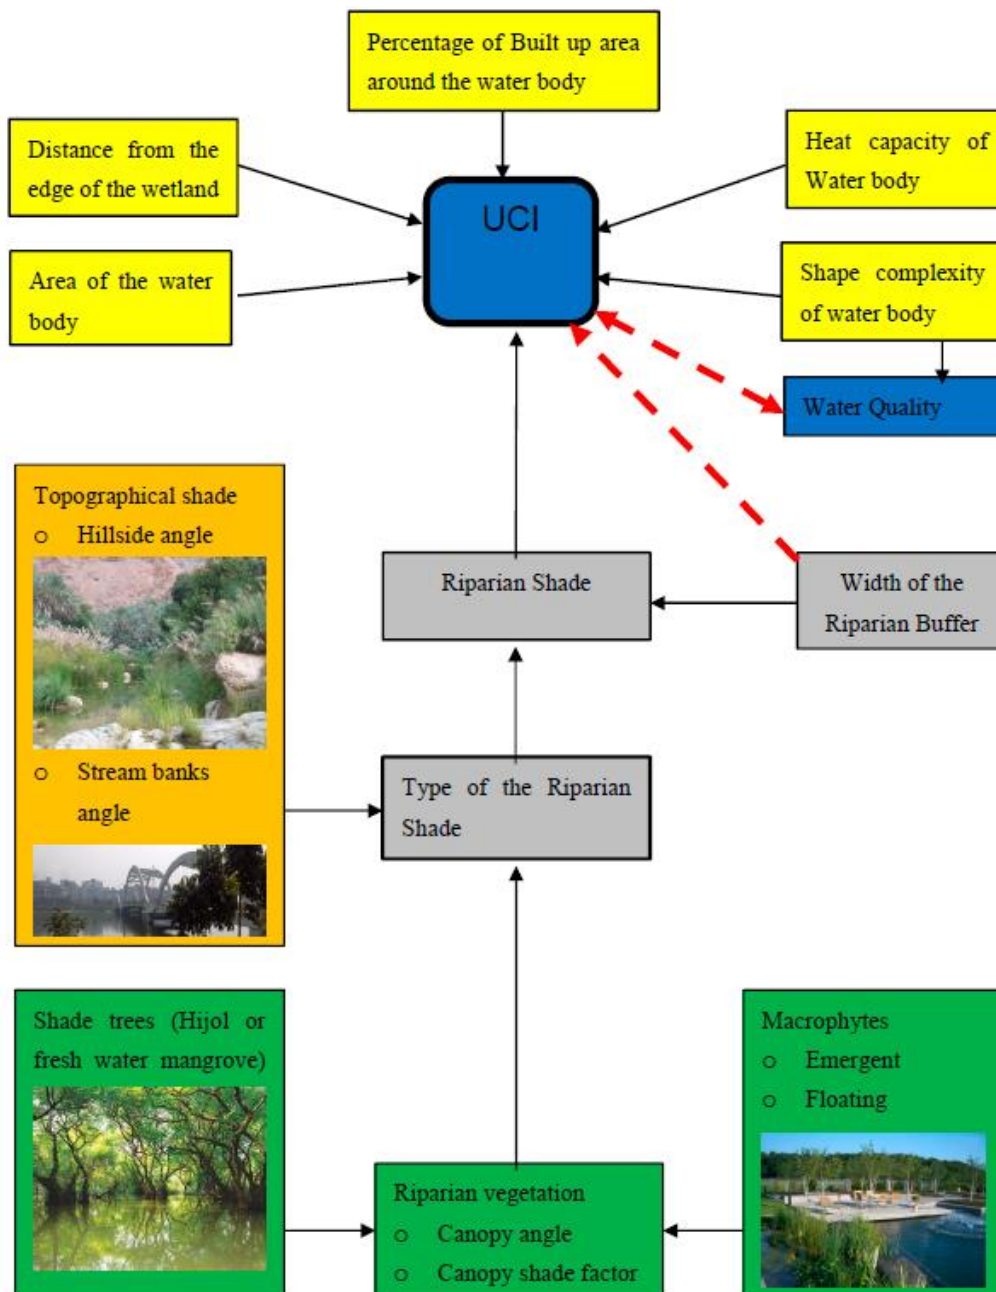 Percentage of Built up area
around the water body
Distance from the
edge of the wetland
Heat capacity of
Water body
UCI
Area of the water
body
Shape complexity
of water body
Water Quality
Topographical shade
o Hillside angle
o Stream banks
angle
Riparian Shade
Width of the
Riparian Buffer
Type of the Riparian
Shade
Shade trees (Hijol or
fresh water mangrove)
Macrophytes
o Emergent
o Floating
Riparian vegetation
o Canopy angle
o Canopy shade factor